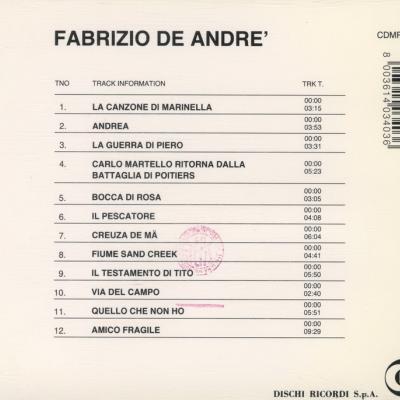 FABRIZIO DE ANDRE'
CDMF
TNO TRACK INFORMATION TRK T.
1. LA CANZONE DI MARINELLA 00:00 03:15
2. ANDREA 00:00 03:53
3. LA GUERRA DI PIERO 00:00 03:31
4. CARLO MARTELLO RITORNA DALLA
BATTAGLIA DI POITIERS 00:00 05:23
5. BOCCA DI ROSA 00:00 03:05
6. IL PESCATORE 00:00 04:08
7. CREUZA DE MÄ 00:00 06:04
8. FIUME SAND CREEK 00:00 04:41
9. IL TESTAMENTO DI TITO 00:00 05:50
10. VIA DEL CAMPO 00:00 02:40
11. QUELLO CHE NON HO 00:00 05:51
12. AMICO FRAGILE 00:00 09:29
8003614034036
DISCHI RICORDI S.p.A.